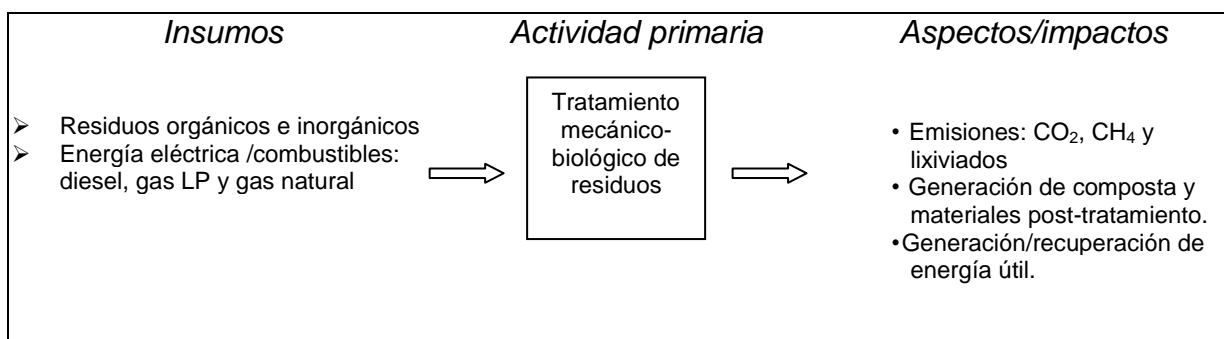 Insumos
Actividad primaria
Aspectos/impactos
➢ Residuos orgánicos e inorgánicos
➢ Energía eléctrica /combustibles:
diesel, gas LP y gas natural
Tratamiento
mecánico-
biológico de
residuos
• Emisiones: CO₂, CH₄ y
lixiviados
• Generación de composta y
materiales post-tratamiento.
•Generación/recuperación de
energía útil.